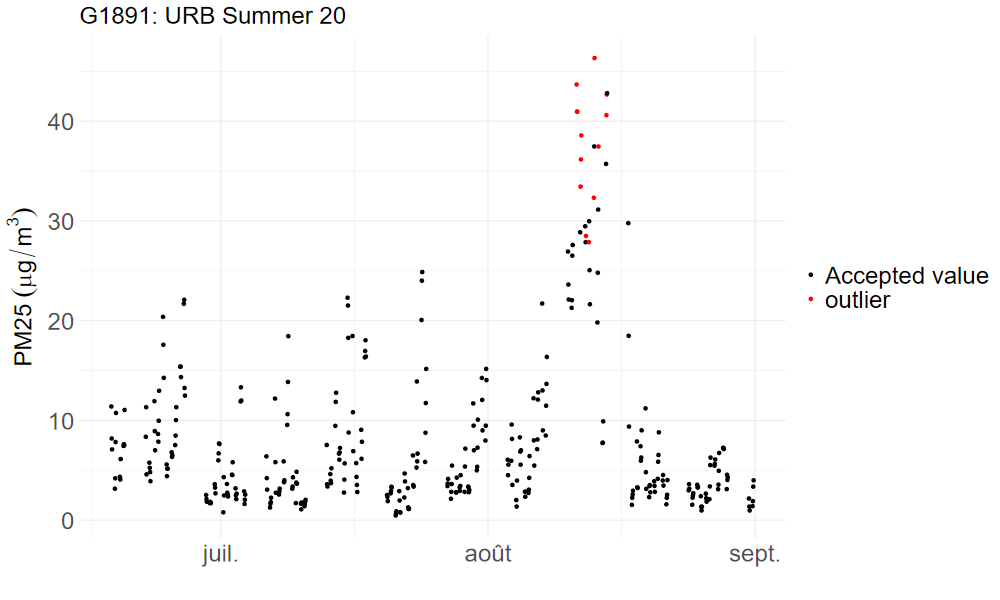 G1891: URB Summer 20
PM25 (μg/m³)
40
30
20
10
0
juil.
août
sept.
Accepted value
outlier